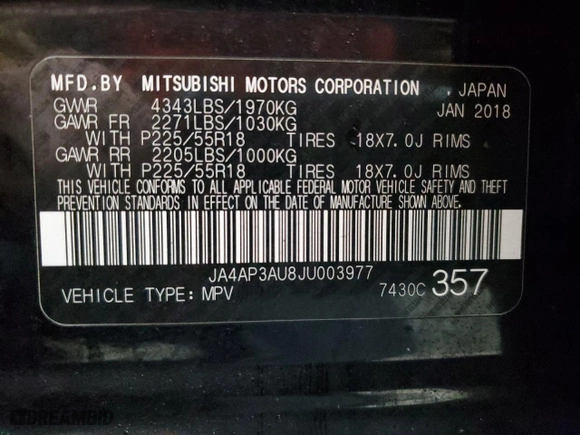 MFD.BY MITSUBISHI MOTORS CORPORATION JAPAN
GVWR 4343LBS/1970KG JAN 2018
GAWR FR 2271LBS/1030KG
WITH P225/55R18 TIRES 18X7.0J RIMS
GAWR RR 2205LBS/1000KG
WITH P225/55R18 TIRES 18X7.0J RIMS
THIS VEHICLE CONFORMS TO ALL APPLICABLE FEDERAL MOTOR VEHICLE SAFETY AND THEFT
PREVENTION STANDARDS IN EFFECT ON THE DATE OF MANUFACTURE SHOWN ABOVE.
JA4AP3AU8JU003977
VEHICLE TYPE:MPV 7430C 357
DREAMBID